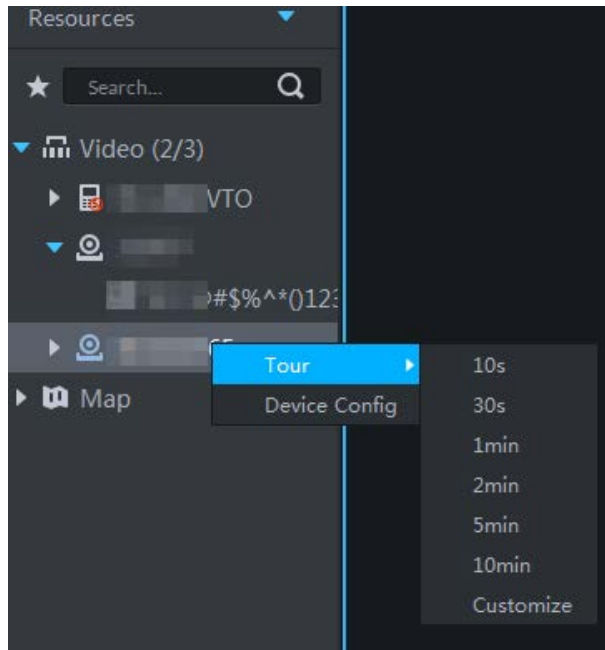 Resources
Search...
Video (2/3)
VTO
#$%^*()123
Tour
Device Config
10s
30s
1min
2min
5min
10min
Customize
Map